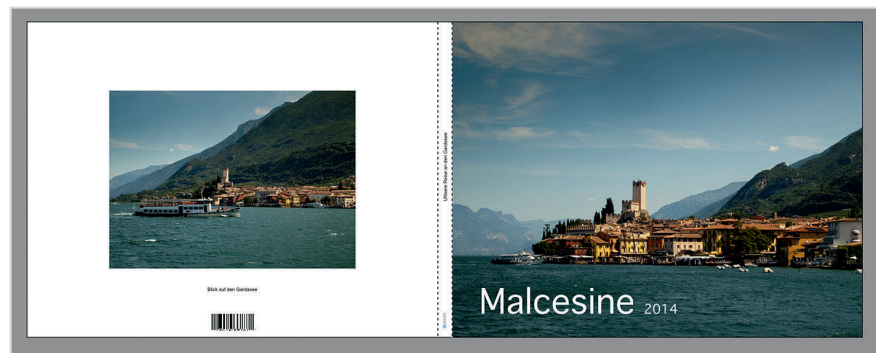 Blick auf den Gardasee
UNsere Reise an den Gardasee
Malcesine 2014